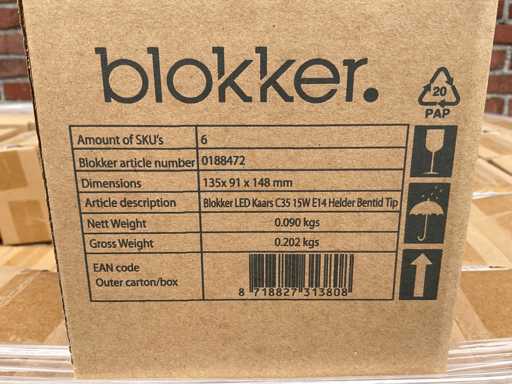 blokker.
20
PAP
Amount of SKU's 6
Blokker article number 0188472
Dimensions 135x 91 x 148 mm
Article description Blokker LED Kaars C35 15W E14 Helder Bentid Tip
Nett Weight 0.090 kgs
Gross Weight 0.202 kgs
EAN code
Outer carton/box
8 718827 313808